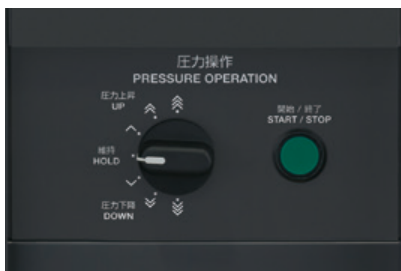 圧力操作
PRESSURE OPERATION
圧力上昇
UP
維持
HOLD
圧力下降
DOWN
開始 / 終了
START / STOP